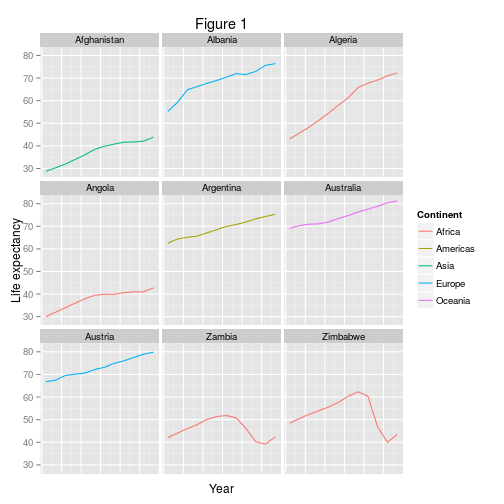 Figure 1
Afghanistan
Albania
Algeria
80
70
60
50
40
30
Angola
Argentina
Australia
80
70
60
50
40
30
Austria
Zambia
Zimbabwe
80
70
60
50
40
30
Life expectancy
Year
Continent
Africa
Americas
Asia
Europe
Oceania